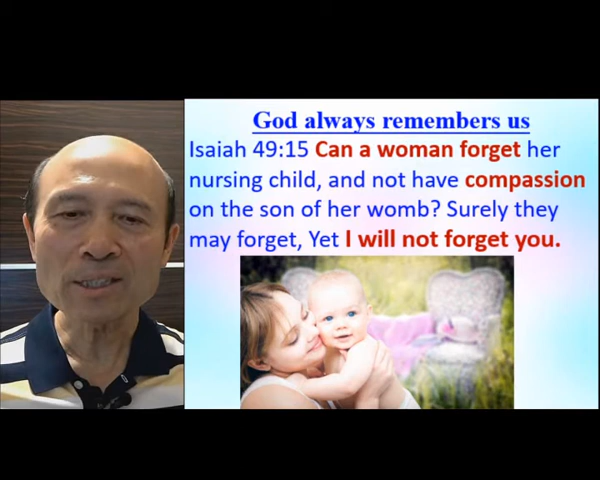 God always remembers us
Isaiah 49:15 Can a woman forget her
nursing child, and not have compassion
on the son of her womb? Surely they
may forget, Yet I will not forget you.